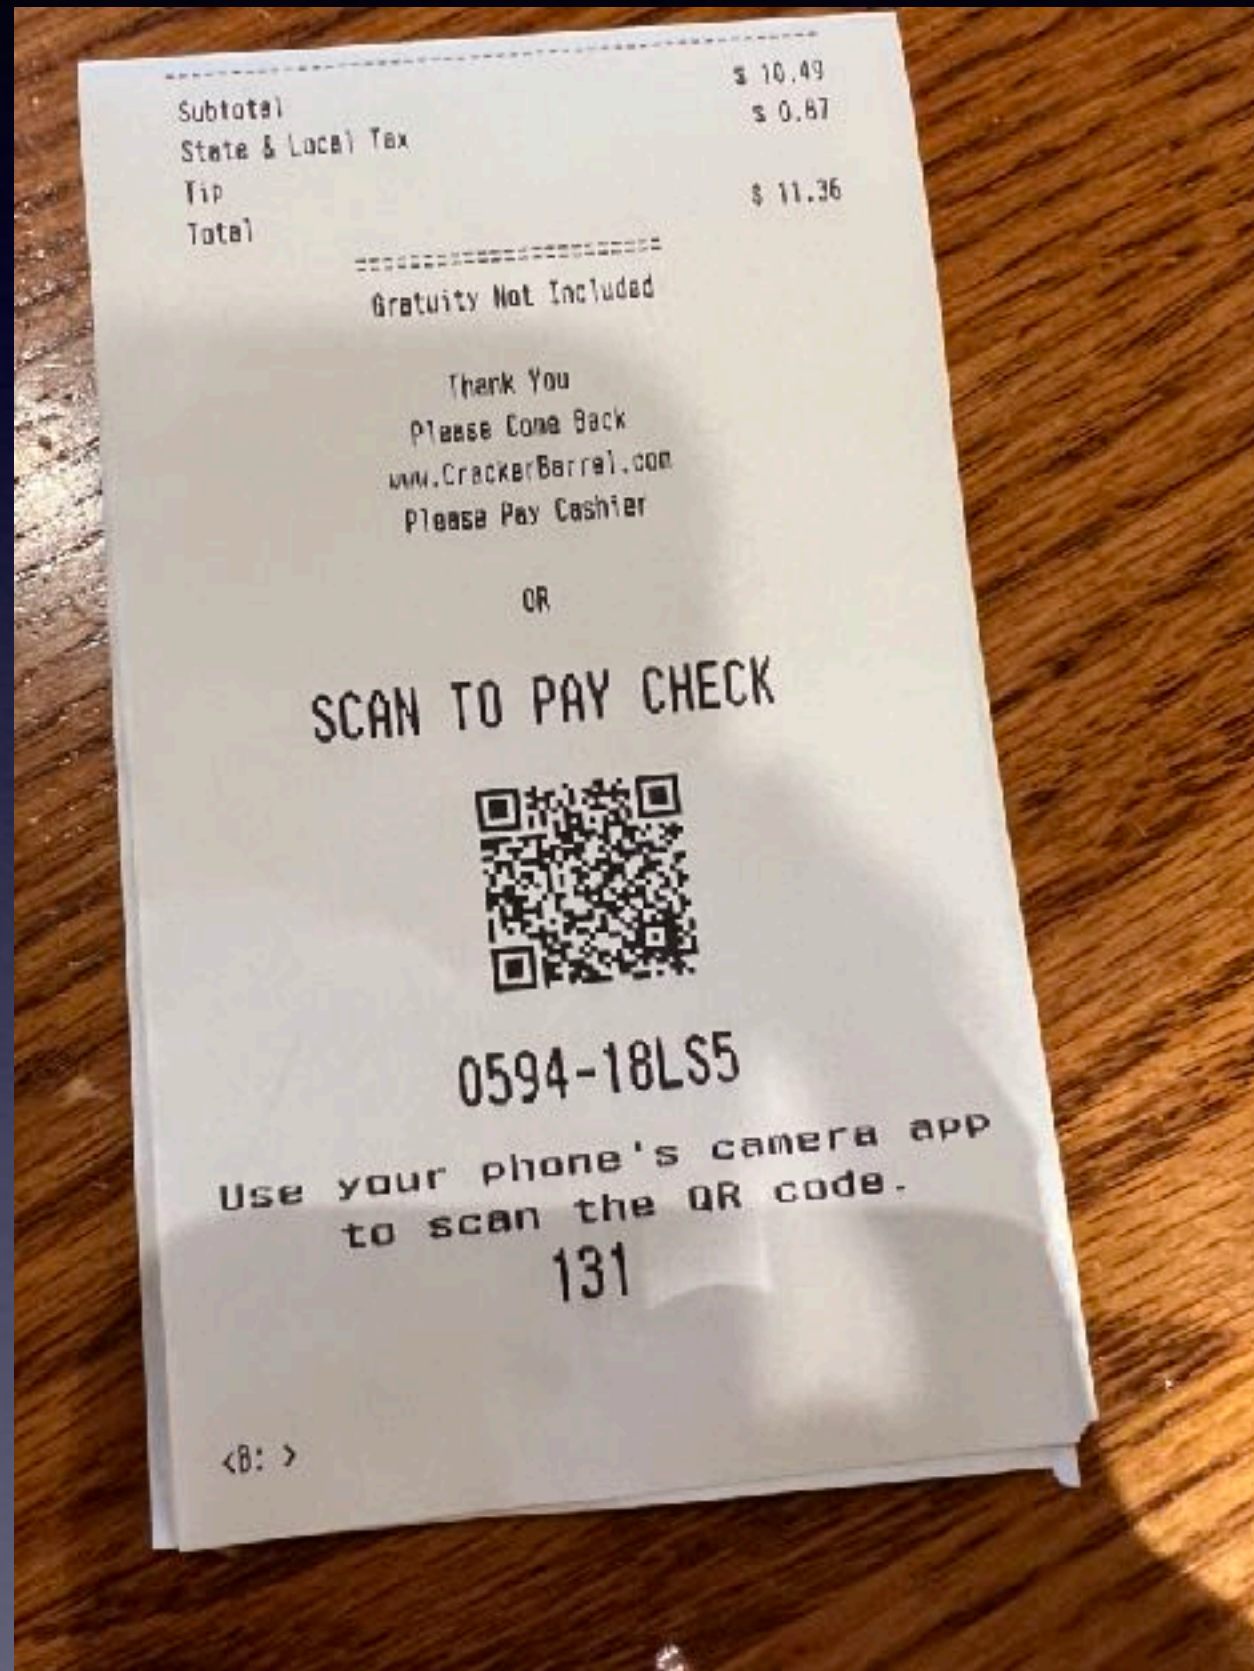 Subtotal $ 10.49
State & Local Tax $ 0.87
Tip
Total $ 11.36
=======================
Gratuity Not Included
Thank You
Please Come Back
www.CrackerBarrel.com
Please Pay Cashier
OR
SCAN TO PAY CHECK
0594-18LS5
Use your phone's camera app
to scan the QR code.
131
<8: >